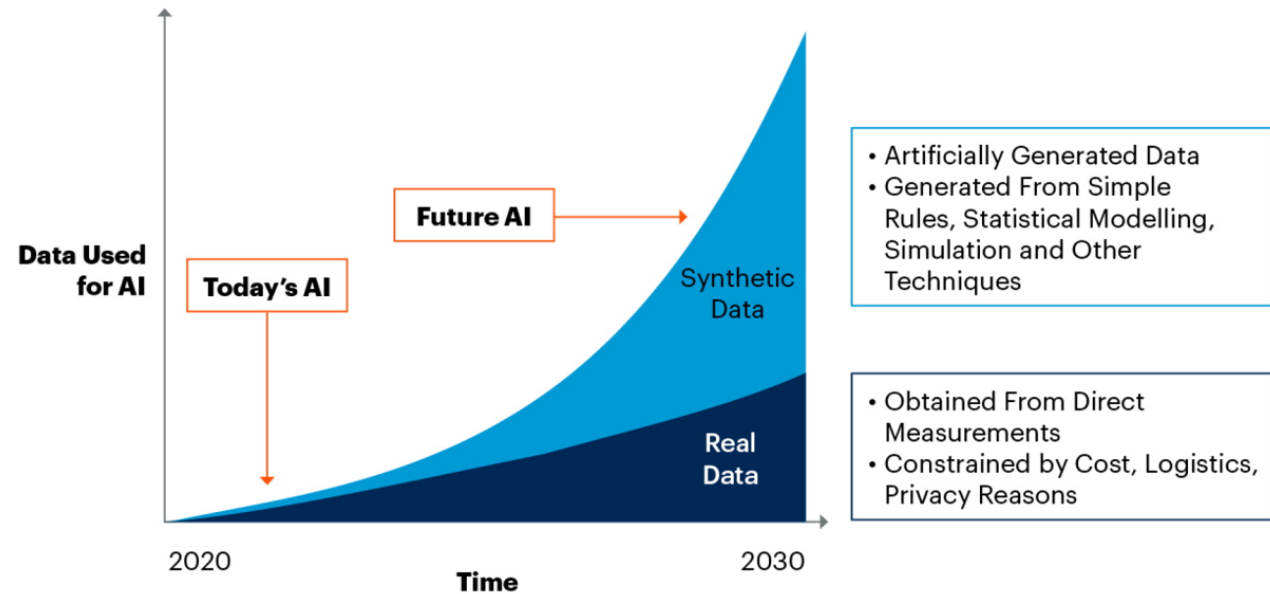 Data Used
for AI
Today's AI
Future AI
Synthetic
Data
Real
Data
2020
2030
Time
• Artificially Generated Data
• Generated From Simple
Rules, Statistical Modelling,
Simulation and Other
Techniques
• Obtained From Direct
Measurements
• Constrained by Cost, Logistics,
Privacy Reasons